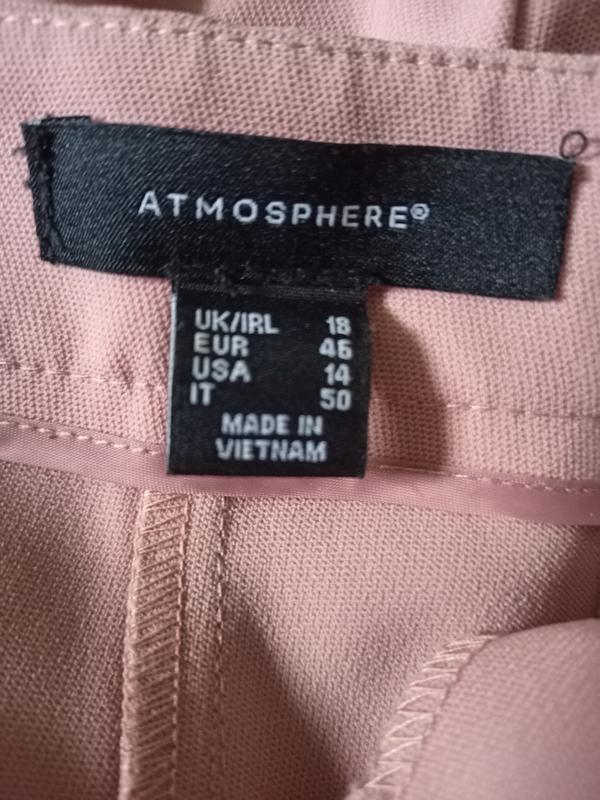 ATMOSPHERE®
UK/IRL 18
EUR 46
USA 14
IT 50
MADE IN
VIETNAM